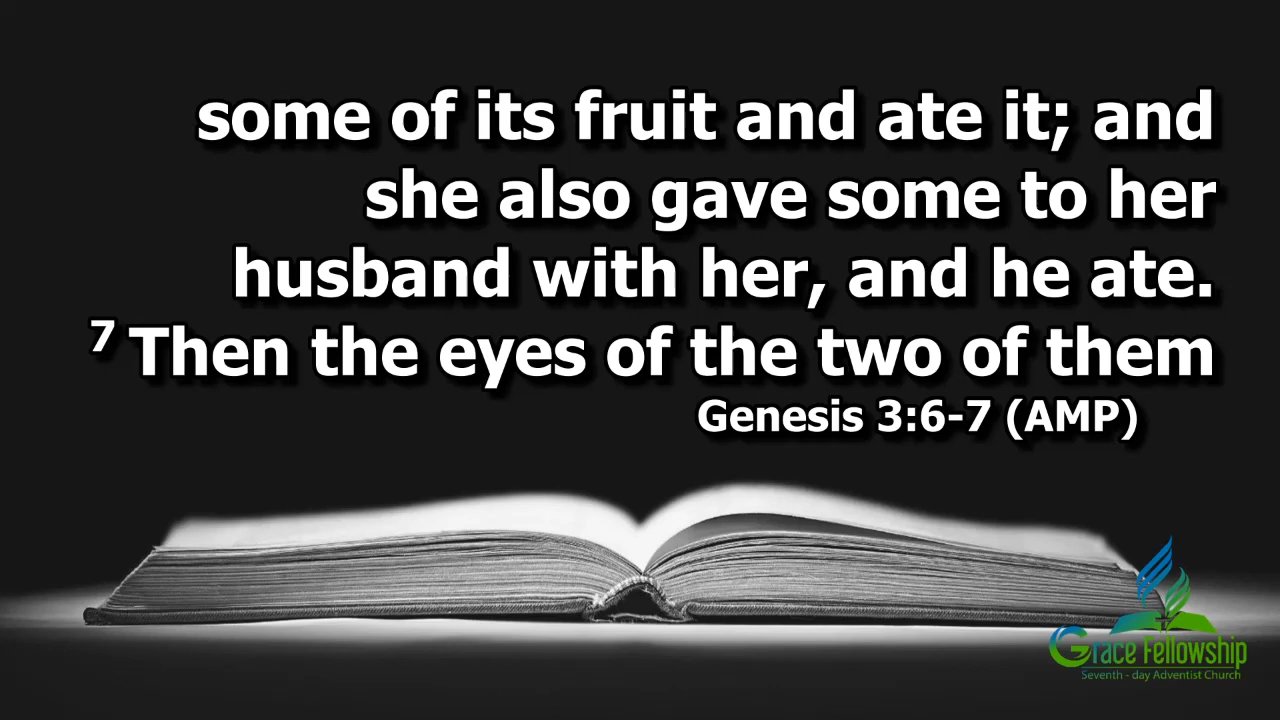 some of its fruit and ate it; and
she also gave some to her
husband with her, and he ate.
7 Then the eyes of the two of them
Genesis 3:6-7 (AMP)
Grace Fellowship
Seventh - day Adventist Church